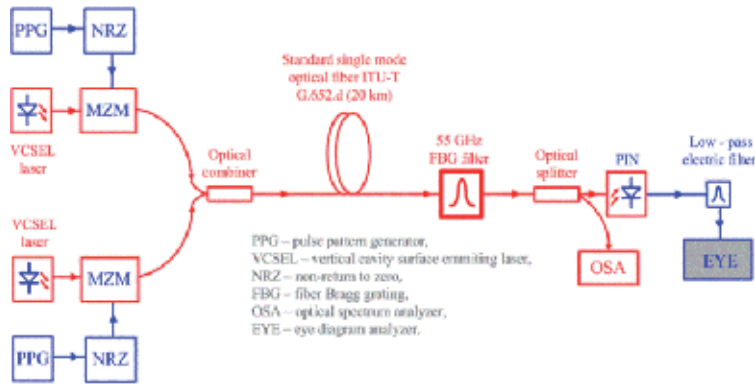 PPG
NRZ
MZM
VCSEL
laser
Standard single mode
optical fiber ITU-T
G.652.d (20 km)
Optical
combiner
55 GHz
FBG filter
Optical
splitter
PIN
Low - pass
electric filter
VCSEL
laser
MZM
PPG
NRZ
OSA
EYE
PPG – pulse pattern generator,
VCSEL – vertical cavity surface emmiting laser,
NRZ – non-return to zero,
FBG – fiber Bragg grating,
OSA – optical spectrum analyzer,
EYE – eye diagram analyzer.